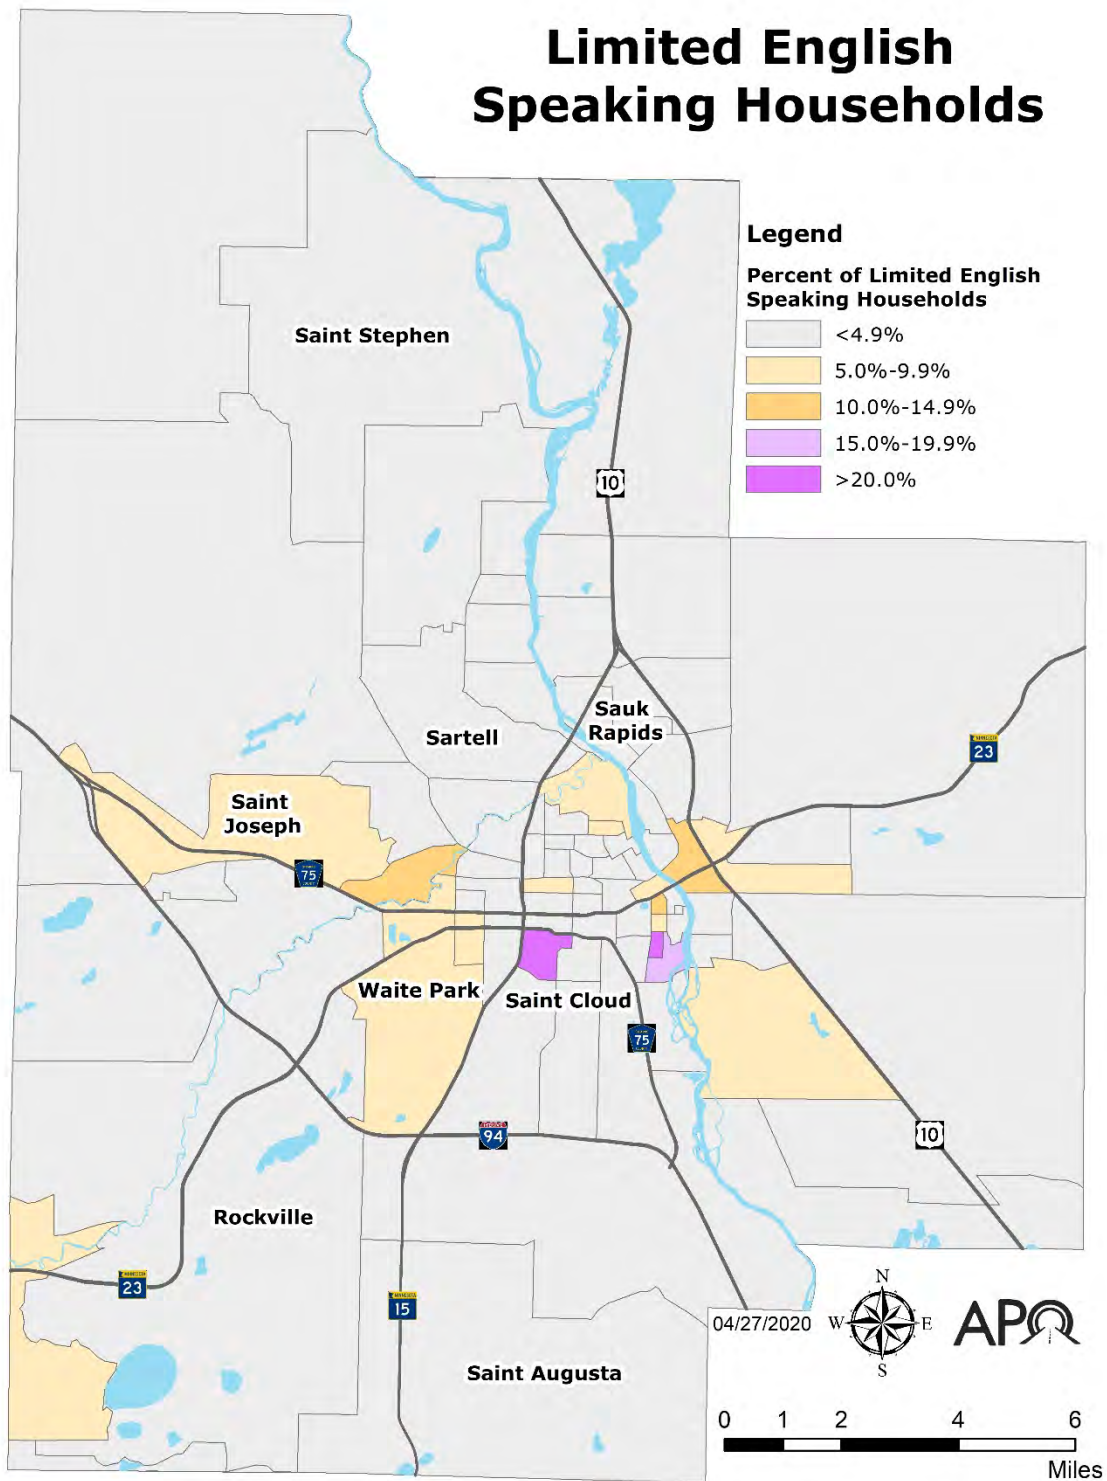 Limited English
Speaking Households
Legend
Percent of Limited English
Speaking Households
<4.9%
5.0%-9.9%
10.0%-14.9%
15.0%-19.9%
>20.0%
Saint Stephen
10
Sauk
Rapids
Sartell
23
Saint
Joseph
75
Waite Park
Saint Cloud
75
94
10
Rockville
23
15
Saint Augusta
04/27/2020
N
W
E
S
APO
0 1 2 4 6
Miles